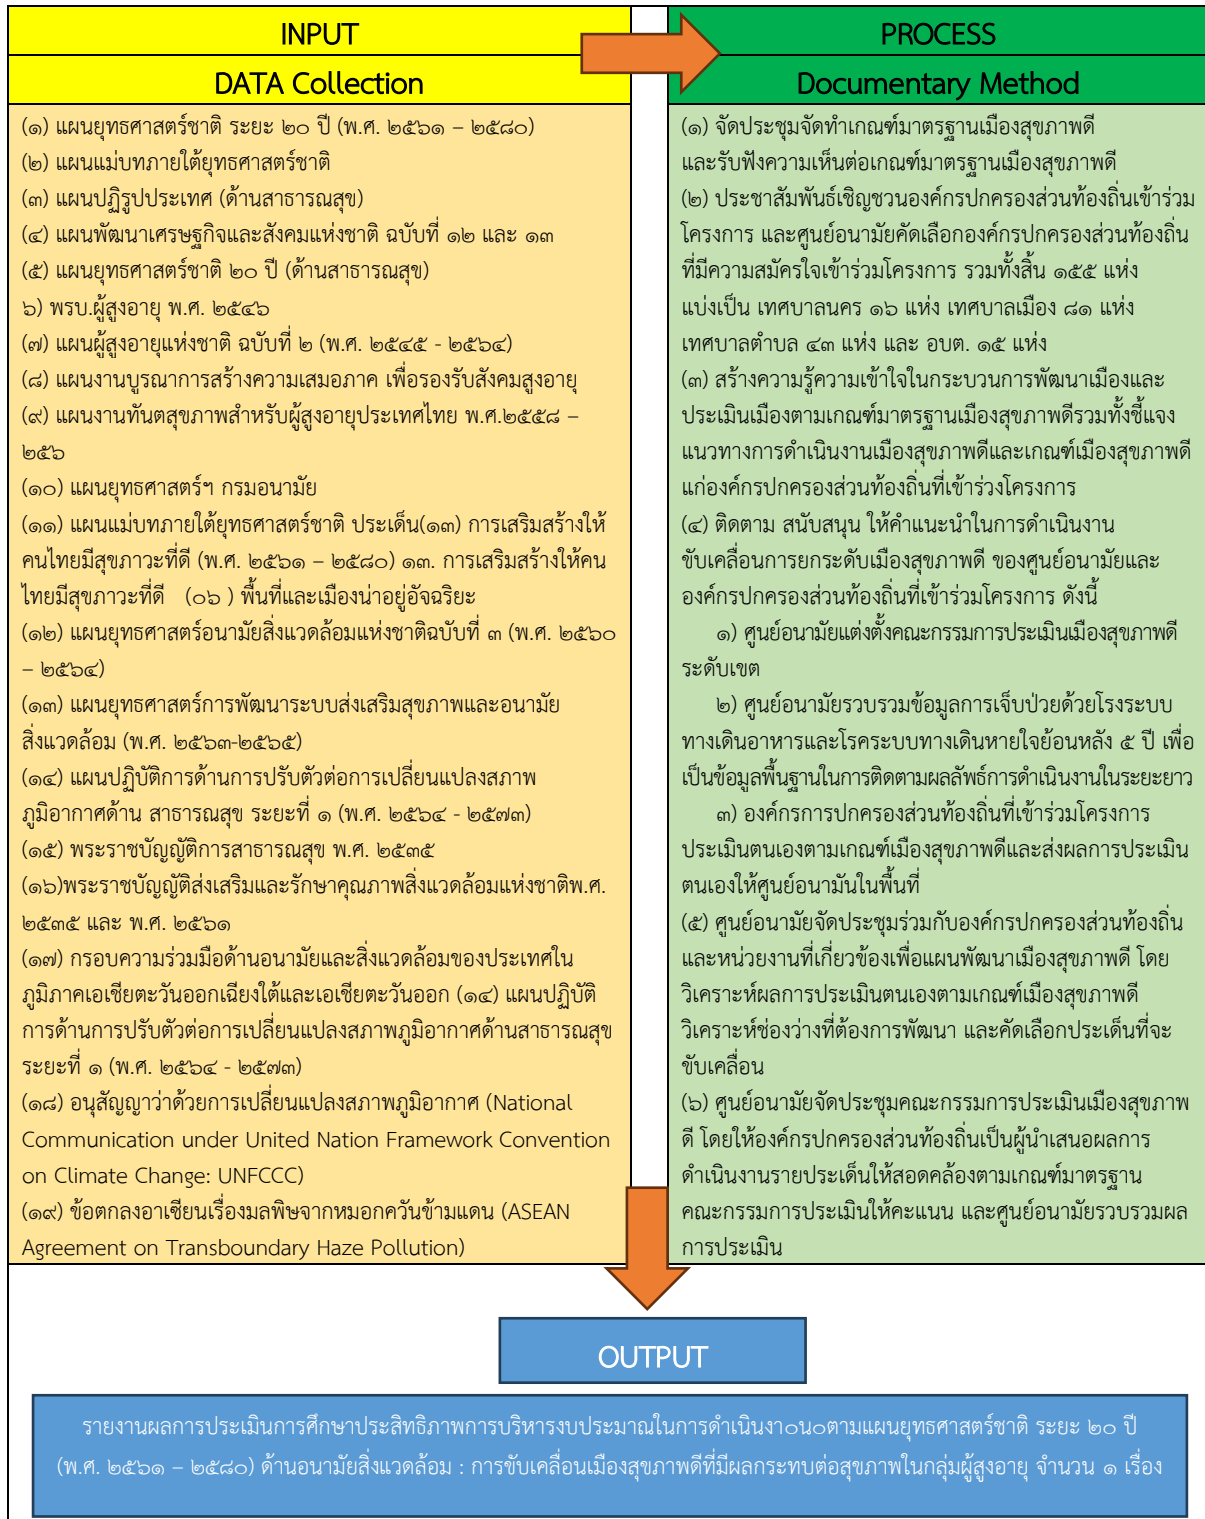 INPUT
DATA Collection
(๑) แผนยุทธศาสตร์ชาติ ระยะ ๒๐ ปี (พ.ศ. ๒๕๖๑ – ๒๕๘๐)
(๒) แผนแม่บทภายใต้ยุทธศาสตร์ชาติ
(๓) แผนปฏิรูปประเทศ (ด้านสาธารณสุข)
(๔) แผนพัฒนาเศรษฐกิจและสังคมแห่งชาติ ฉบับที่ ๑๒ และ ๑๓
(๕) แผนยุทธศาสตร์ชาติ ๒๐ ปี (ด้านสาธารณสุข)
๖) พรบ.ผู้สูงอายุ พ.ศ. ๒๕๔๖
(๗) แผนผู้สูงอายุแห่งชาติ ฉบับที่ ๒ (พ.ศ. ๒๕๔๕ - ๒๕๖๔)
(๘) แผนงานบูรณาการสร้างความเสมอภาค เพื่อรองรับสังคมสูงอายุ
(๙) แผนงานทันตสุขภาพสำหรับผู้สูงอายุประเทศไทย พ.ศ.๒๕๕๘ –
๒๕๖
(๑๐) แผนยุทธศาสตร์ฯ กรมอนามัย
(๑๑) แผนแม่บทภายใต้ยุทธศาสตร์ชาติ ประเด็น(๑๓) การเสริมสร้างให้
คนไทยมีสุขภาวะที่ดี (พ.ศ. ๒๕๖๑ – ๒๕๘๐) ๑๓. การเสริมสร้างให้คน
ไทยมีสุขภาวะที่ดี (๐๖ ) พื้นที่และเมืองน่าอยู่อัจฉริยะ
(๑๒) แผนยุทธศาสตร์อนามัยสิ่งแวดล้อมแห่งชาติฉบับที่ ๓ (พ.ศ. ๒๕๖๐
– ๒๕๖๔)
(๑๓) แผนยุทธศาสตร์การพัฒนาระบบส่งเสริมสุขภาพและอนามัย
สิ่งแวดล้อม (พ.ศ. ๒๕๖๓-๒๕๖๕)
(๑๔) แผนปฏิบัติการด้านการปรับตัวต่อการเปลี่ยนแปลงสภาพ
ภูมิอากาศด้าน สาธารณสุข ระยะที่ ๑ (พ.ศ. ๒๕๖๔ - ๒๕๗๓)
(๑๕) พระราชบัญญัติการสาธารณสุข พ.ศ. ๒๕๓๕
(๑๖)พระราชบัญญัติส่งเสริมและรักษาคุณภาพสิ่งแวดล้อมแห่งชาติพ.ศ.
๒๕๓๕ และ พ.ศ. ๒๕๖๑
(๑๗) กรอบความร่วมมือด้านอนามัยและสิ่งแวดล้อมของประเทศใน
ภูมิภาคเอเชียตะวันออกเฉียงใต้และเอเชียตะวันออก (๑๔) แผนปฏิบัติ
การด้านการปรับตัวต่อการเปลี่ยนแปลงสภาพภูมิอากาศด้านสาธารณสุข
ระยะที่ ๑ (พ.ศ. ๒๕๖๔ - ๒๕๗๓)
(๑๘) อนุสัญญาว่าด้วยการเปลี่ยนแปลงสภาพภูมิอากาศ (National
Communication under United Nation Framework Convention
on Climate Change: UNFCCC)
(๑๙) ข้อตกลงอาเซียนเรื่องมลพิษจากหมอกควันข้ามแดน (ASEAN
Agreement on Transboundary Haze Pollution)
PROCESS
Documentary Method
(๑) จัดประชุมจัดทำเกณฑ์มาตรฐานเมืองสุขภาพดี
และรับฟังความเห็นต่อเกณฑ์มาตรฐานเมืองสุขภาพดี
(๒) ประชาสัมพันธ์เชิญชวนองค์กรปกครองส่วนท้องถิ่นเข้าร่วม
โครงการ และศูนย์อนามัยคัดเลือกองค์กรปกครองส่วนท้องถิ่น
ที่มีความสมัครใจเข้าร่วมโครงการ รวมทั้งสิ้น ๑๕๕ แห่ง
แบ่งเป็น เทศบาลนคร ๑๖ แห่ง เทศบาลเมือง ๘๑ แห่ง
เทศบาลตำบล ๔๓ แห่ง และ อบต. ๑๕ แห่ง
(๓) สร้างความรู้ความเข้าใจในกระบวนการพัฒนาเมืองและ
ประเมินเมืองตามเกณฑ์มาตรฐานเมืองสุขภาพดีรวมทั้งชี้แจง
แนวทางการดำเนินงานเมืองสุขภาพดีและเกณฑ์เมืองสุขภาพดี
แก่องค์กรปกครองส่วนท้องถิ่นที่เข้าร่วงโครงการ
(๔) ติดตาม สนับสนุน ให้คำแนะนำในการดำเนินงาน
ขับเคลื่อนการยกระดับเมืองสุขภาพดี ของศูนย์อนามัยและ
องค์กรปกครองส่วนท้องถิ่นที่เข้าร่วมโครงการ ดังนี้
๑) ศูนย์อนามัยแต่งตั้งคณะกรรมการประเมินเมืองสุขภาพดี
ระดับเขต
๒) ศูนย์อนามัยรวบรวมข้อมูลการเจ็บป่วยด้วยโรงระบบ
ทางเดินอาหารและโรคระบบทางเดินหายใจย้อนหลัง ๕ ปี เพื่อ
เป็นข้อมูลพื้นฐานในการติดตามผลลัพธ์การดำเนินงานในระยะยาว
๓) องค์กรการปกครองส่วนท้องถิ่นที่เข้าร่วมโครงการ
ประเมินตนเองตามเกณฑ์เมืองสุขภาพดีและส่งผลการประเมิน
ตนเองให้ศูนย์อนามันในพื้นที่
(๕) ศูนย์อนามัยจัดประชุมร่วมกับองค์กรปกครองส่วนท้องถิ่น
และหน่วยงานที่เกี่ยวข้องเพื่อแผนพัฒนาเมืองสุขภาพดี โดย
วิเคราะห์ผลการประเมินตนเองตามเกณฑ์เมืองสุขภาพดี
วิเคราะห์ช่องว่างที่ต้องการพัฒนา และคัดเลือกประเด็นที่จะ
ขับเคลื่อน
(๖) ศูนย์อนามัยจัดประชุมคณะกรรมการประเมินเมืองสุขภาพ
ดี โดยให้องค์กรปกครองส่วนท้องถิ่นเป็นผู้นำเสนอผลการ
ดำเนินงานรายประเด็นให้สอดคล้องตามเกณฑ์มาตรฐาน
คณะกรรมการประเมินให้คะแนน และศูนย์อนามัยรวบรวมผล
การประเมิน
OUTPUT
รายงานผลการประเมินการศึกษาประสิทธิภาพการบริหารงบประมาณในการดำเนินงา๐น๐ตามแผนยุทธศาสตร์ชาติ ระยะ ๒๐ ปี
(พ.ศ. ๒๕๖๑ – ๒๕๘๐) ด้านอนามัยสิ่งแวดล้อม : การขับเคลื่อนเมืองสุขภาพดีที่มีผลกระทบต่อสุขภาพในกลุ่มผู้สูงอายุ จำนวน ๑ เรื่อง